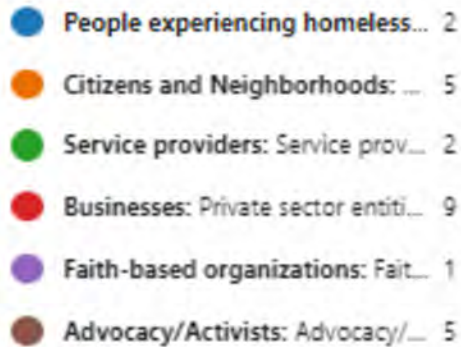 People experiencing homeless... 2
Citizens and Neighborhoods: ... 5
Service providers: Service prov... 2
Businesses: Private sector entiti... 9
Faith-based organizations: Fait... 1
Advocacy/Activists: Advocacy/... 5